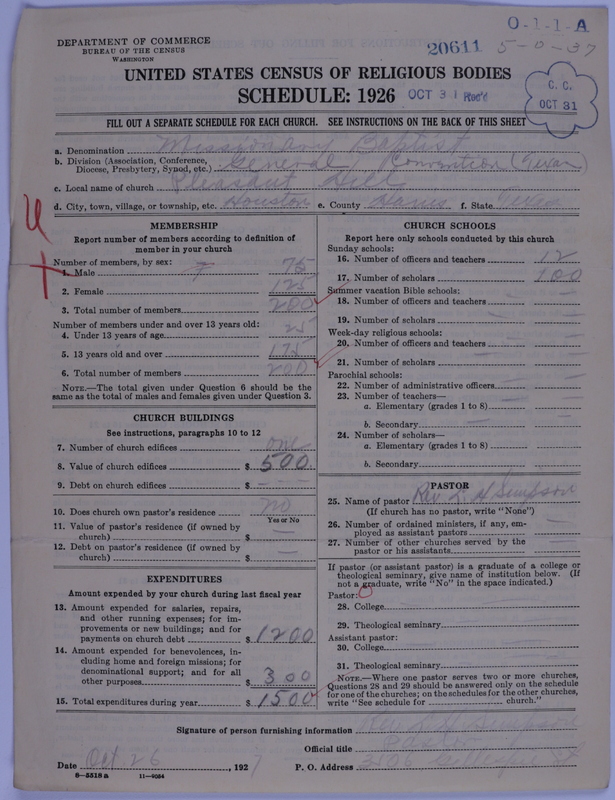 O-1-1-A
DEPARTMENT OF COMMERCE
BUREAU OF THE CENSUS
WASHINGTON
20611
5-0-37
UNITED STATES CENSUS OF RELIGIOUS BODIES
SCHEDULE: 1926
OCT 31 Rec'd
C. C.
OCT 31
FILL OUT A SEPARATE SCHEDULE FOR EACH CHURCH. SEE INSTRUCTIONS ON THE BACK OF THIS SHEET
a. Denomination Missionary Baptist
b. Division (Association, Conference, Diocese, Presbytery, Synod, etc.) General Convention (Texas)
c. Local name of church Pleasant Hill
d. City, town, village, or township, etc. Houston e. County Harris f. State Texas
MEMBERSHIP
Report number of members according to definition of
member in your church
Number of members, by sex:
1. Male 75
2. Female 125
3. Total number of members 200
Number of members under and over 13 years old:
4. Under 13 years of age 25
5. 13 years old and over 175
6. Total number of members 200
NOTE.—The total given under Question 6 should be the
same as the total of males and females given under Question 3.
CHURCH BUILDINGS
See instructions, paragraphs 10 to 12
7. Number of church edifices one
8. Value of church edifices $ 500
9. Debt on church edifices $ —
10. Does church own pastor's residence No
Yes or No
11. Value of pastor's residence (if owned by
church) $ —
12. Debt on pastor's residence (if owned by
church) $ —
EXPENDITURES
Amount expended by your church during last fiscal year
13. Amount expended for salaries, repairs,
and other running expenses; for im-
provements or new buildings; and for
payments on church debt $ 1200
14. Amount expended for benevolences, in-
cluding home and foreign missions; for
denominational support; and for all
other purposes $ 300
15. Total expenditures during year $ 1500
CHURCH SCHOOLS
Report here only schools conducted by this church
Sunday schools:
16. Number of officers and teachers 12
17. Number of scholars 100
Summer vacation Bible schools:
18. Number of officers and teachers
19. Number of scholars
Week-day religious schools:
20. Number of officers and teachers
21. Number of scholars
Parochial schools:
22. Number of administrative officers
23. Number of teachers—
a. Elementary (grades 1 to 8)
b. Secondary
24. Number of scholars—
a. Elementary (grades 1 to 8)
b. Secondary
PASTOR
25. Name of pastor Rev. L. H. Simpson
(If church has no pastor, write "None")
26. Number of ordained ministers, if any, em-
ployed as assistant pastors
27. Number of other churches served by the
pastor or his assistants
If pastor (or assistant pastor) is a graduate of a college or
theological seminary, give name of institution below. (If
not a graduate, write "No" in the space indicated.)
Pastor:
28. College
29. Theological seminary
Assistant pastor:
30. College
31. Theological seminary
NOTE.—Where one pastor serves two or more churches,
Questions 28 and 29 should be answered only on the schedule
for one of the churches; on the schedules for the other churches,
write "See schedule for church."
Signature of person furnishing information Rev. L. H. Simpson
Official title
Date Oct 26, 1927 P. O. Address
6—5518 a 11—9054